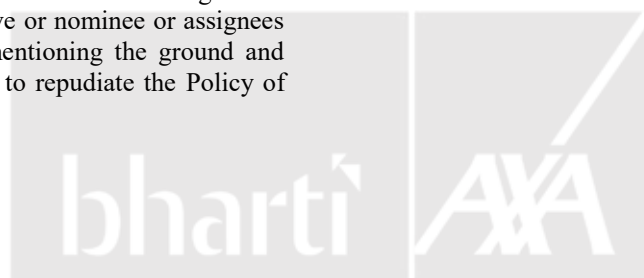 ve or nominee or assignees
nentioning the ground and
to repudiate the Policy of
bharti AXA